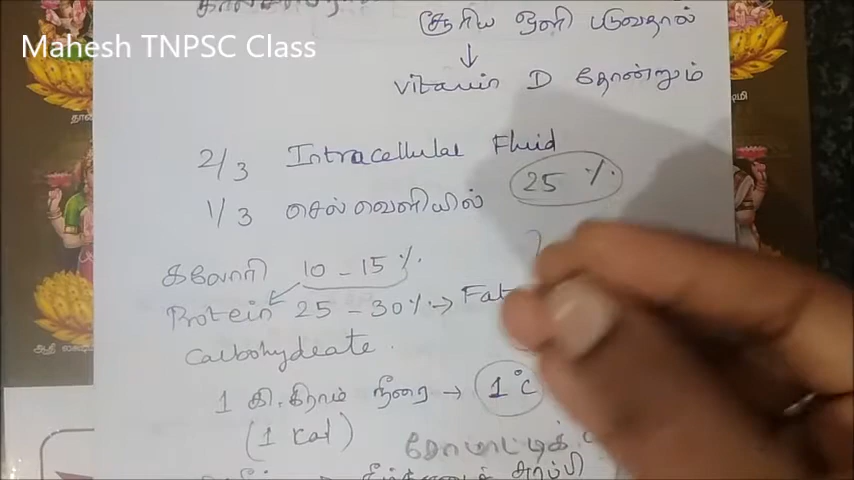 Mahesh TNPSC Class
சூரிய ஒளி படுவதால்
↓
vitamin D தோன்றும்
2/3 Intracellular Fluid
1/3 செல் வெளியில் 25 %
கலோரி 10 - 15 %
Protein 25 - 30% → Fat
Carbohydrate.
1 கி.கிராம் நீரை → 1°C
(1 Kal)